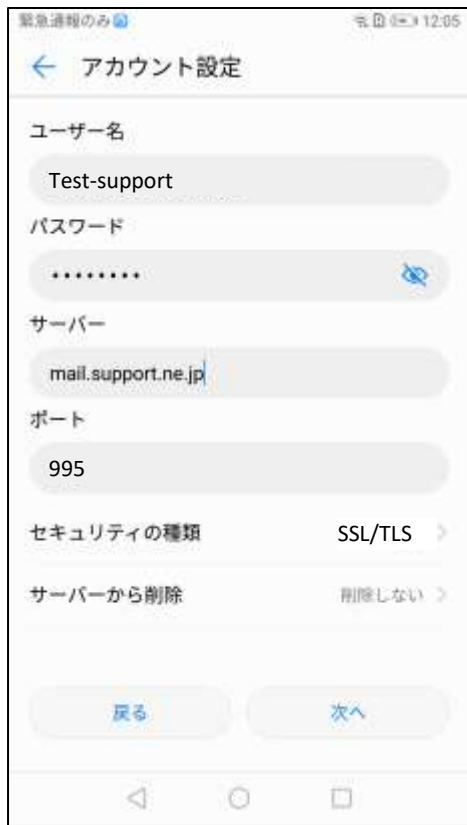 緊急通報のみ 12:05
← アカウント設定
ユーザー名
Test-support
パスワード
••••••••
サーバー
mail.support.ne.jp
ポート
995
セキュリティの種類 SSL/TLS
サーバーから削除 削除しない
戻る 次へ